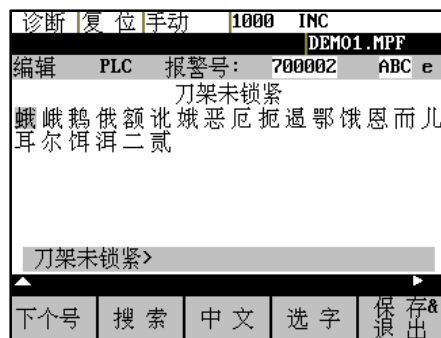 诊断 复 位 手动 1000 INC
DEMO1.MPF
编辑 PLC 报警号: 700002 ABC e
刀架未锁紧
蛾 峨 鹅 俄 额 讹 娥 恶 厄 扼 遏 鄂 饿 恩 而 儿
耳 尔 饵 洱 二 贰
刀架未锁紧>
下个号 搜 索 中 文 选 字 保 存&
退 出